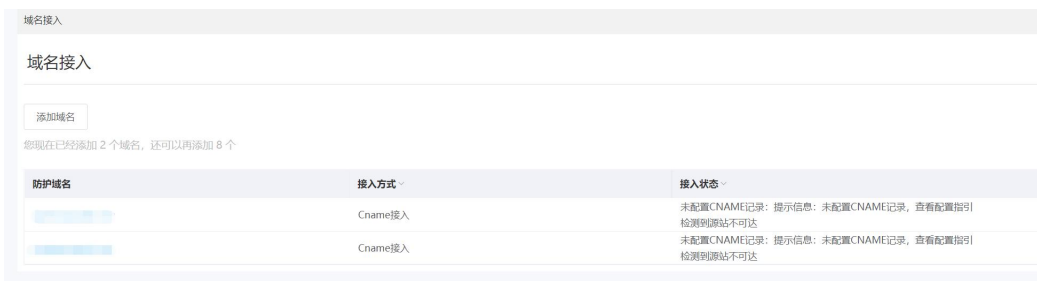 域名接入
域名接入
添加域名
您现在已经添加 2 个域名，还可以再添加 8 个
防护域名 接入方式 接入状态
Cname接入 未配置CNAME记录：提示信息：未配置CNAME记录，查看配置指引
检测到源站不可达
Cname接入 未配置CNAME记录：提示信息：未配置CNAME记录，查看配置指引
检测到源站不可达